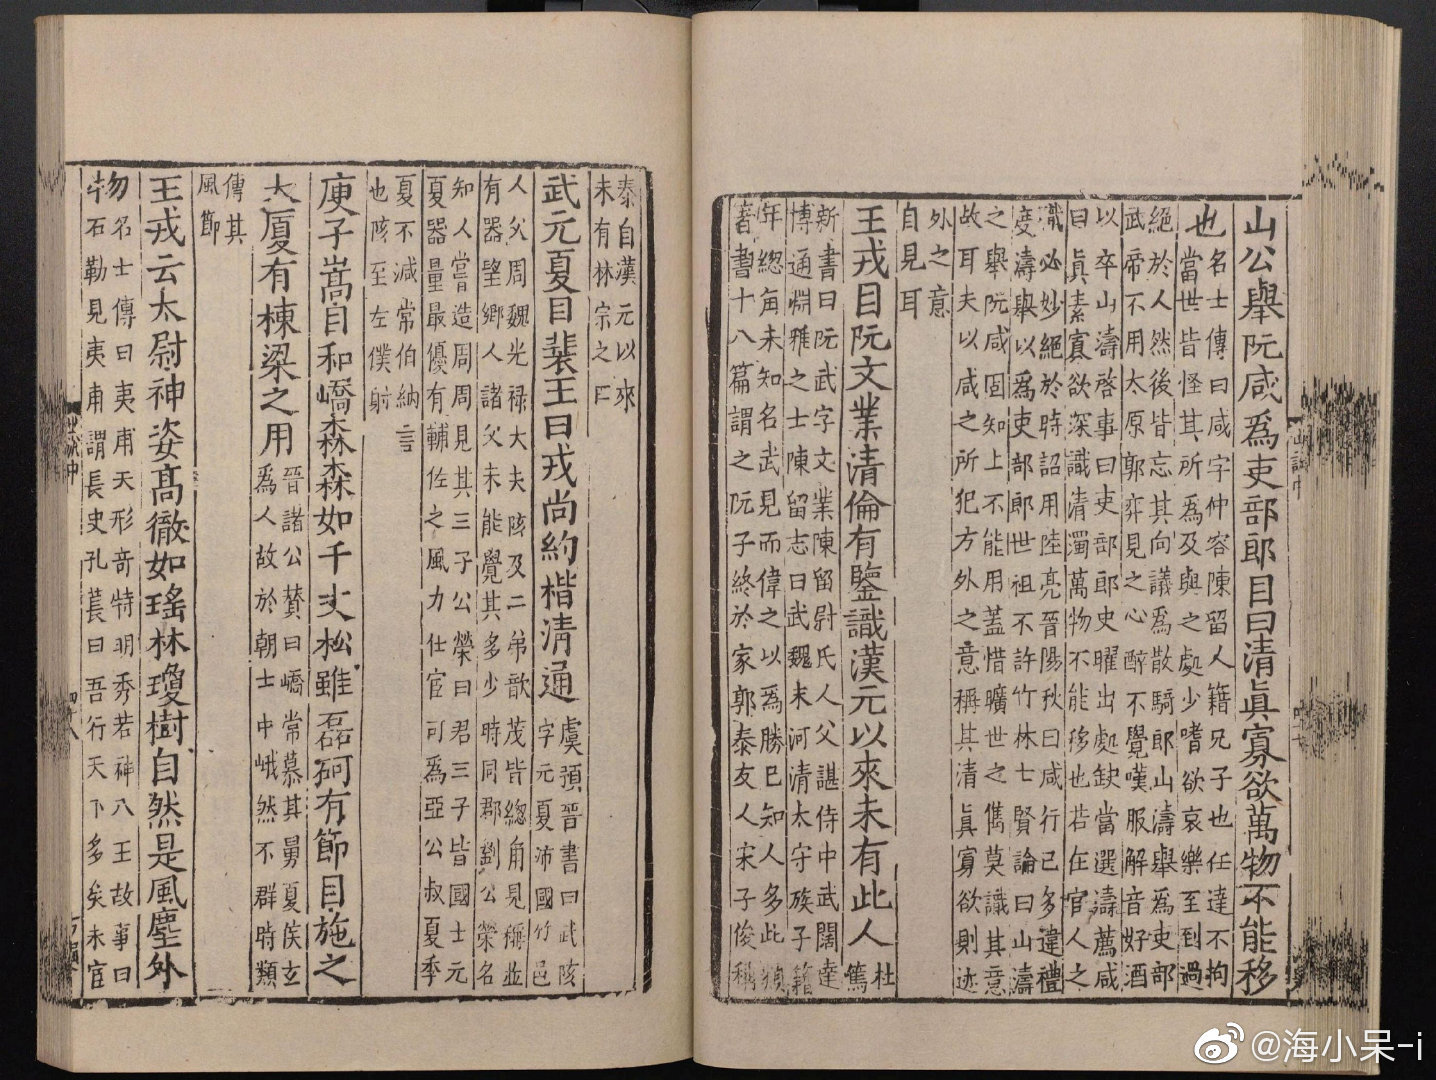 山公舉阮咸爲吏部郎目曰清眞寡欲萬物不能移
也名士傳曰咸字仲容陳留人籍兄子也任達不拘
當世皆怪其所爲及與之處少嗜欲哀樂至到過
絕於人然後皆忘其向議爲散騎郎山濤舉爲吏部
武帝不用太原郭弈見之心醉不覺嘆服解音好酒
以卒山濤啓事曰吏部郎史曜出處缺當選濤薦咸
曰眞素寡欲深識清濁萬物不能移也若在官人之
職必妙絕於時詔用陸亮晉陽秋曰咸行已多違禮
度濤舉以爲吏部郎世祖不許竹林七賢論曰山濤
之舉阮咸固知上不能用蓋惜曠世之儁莫識其意
故耳夫以咸之所犯方外之意稱其清眞寡欲則迹
外之意
自見耳
王戎目阮文業清倫有鑒識漢元以來未有此人杜
篤
新書曰阮武字文業陳留尉氏人父諶侍中武闊達
博通淵雅之士陳留志曰武魏末河清太守族子籍
年總角未知名武見而偉之以爲勝已知人多此類
著書十八篇謂之阮子終於家郭泰友人宋子俊稱
泰自漢元以來
未有林宗之匹
武元夏目裴王曰戎尚約楷清通虞預晉書曰武陔
字元夏沛國竹邑
人父周魏光祿大夫陔及二弟歆茂皆總角見稱並
有器望鄉人諸父未能覺其多少時同郡劉公榮名
知人嘗造周周見其三子公榮曰君三子皆國士元
夏器量最優有輔佐之風力仕宦可爲亞公叔夏季
夏不減常伯納言
也陔至左僕射
庾子嵩目和嶠森森如千丈松雖磊砢有節目施之
大廈有棟梁之用晉諸公贊曰嶠常慕其舅夏侯玄
爲人故於朝士中峨然不群時類
傳其
風節
王戎云太尉神姿高徹如瑤林瓊樹自然是風塵外
物名士傳曰夷甫天形奇特明秀若神八王故事曰
石勒見夷甫謂長史孔萇曰吾行天下多矣未官
@海小呆-i